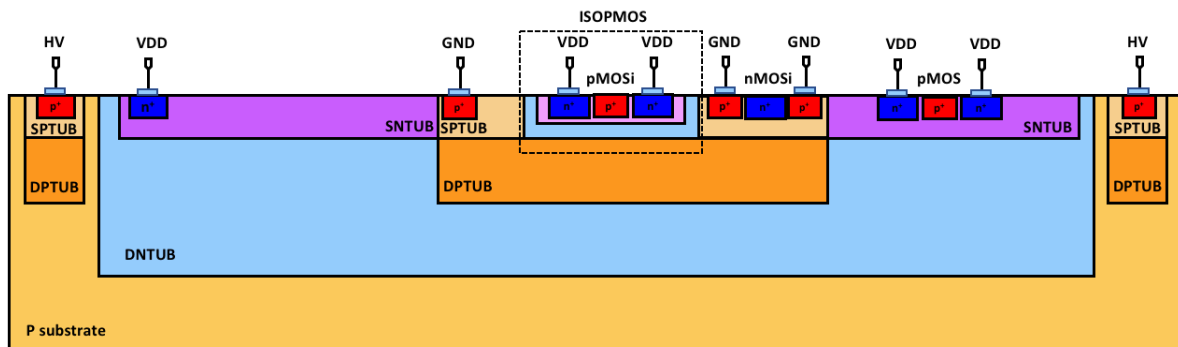 ISOPMOS
HV
VDD
GND
VDD
VDD
GND
GND
VDD
VDD
HV
pMOSi
nMOSi
pMOS
p+
n+
p+
n+
p+
n+
p+
n+
p+
n+
p+
n+
p+
SPTUB
SNTUB
SPTUB
SNTUB
SPTUB
DPTUB
DPTUB
DPTUB
DNTUB
P substrate